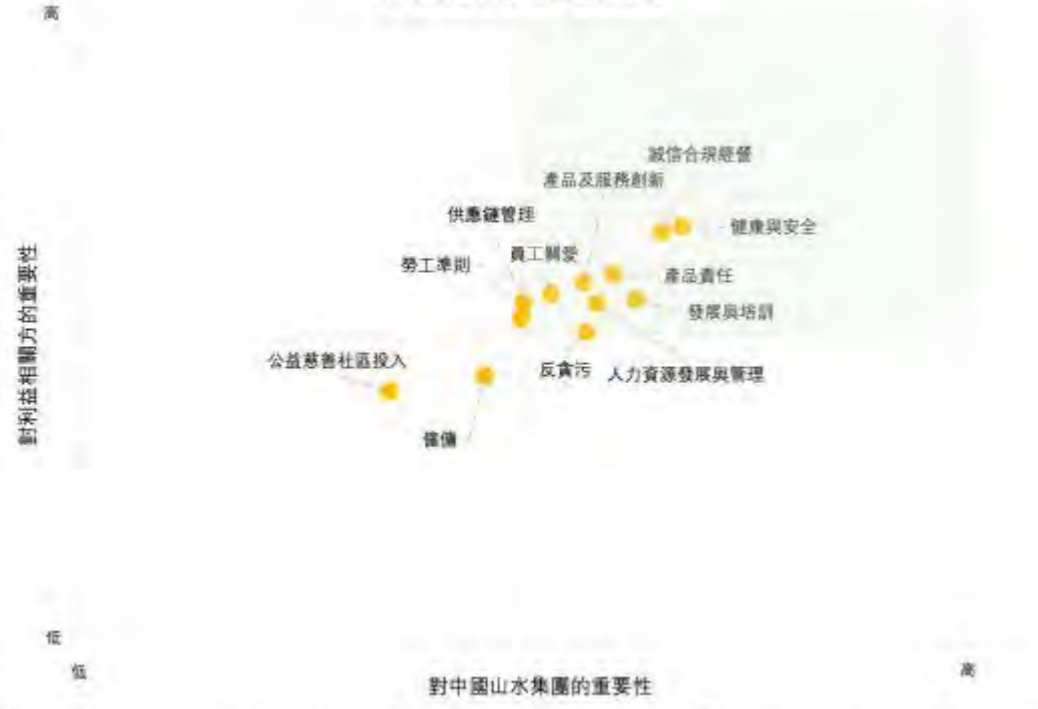 高
誠信合規經營
產品及服務創新
供應鏈管理
健康與安全
員工關愛
勞工準則
產品責任
發展與培訓
公益慈善社區投入
反貪污
人力資源發展與管理
僱傭
對利益相關方的重要性
低
低
高
對中國山水集團的重要性